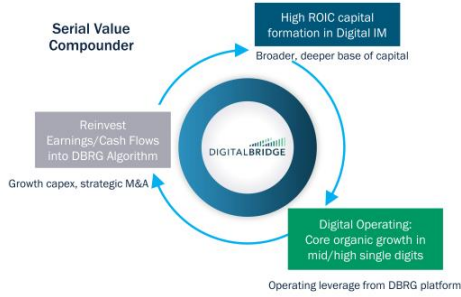 Serial Value
Compounder
High ROIC capital
formation in Digital IM
Broader, deeper base of capital
Reinvest
Earnings/Cash Flows
into DBRG Algorithm
Growth capex, strategic M&A
DIGITALBRIDGE
Digital Operating:
Core organic growth in
mid/high single digits
Operating leverage from DBRG platform